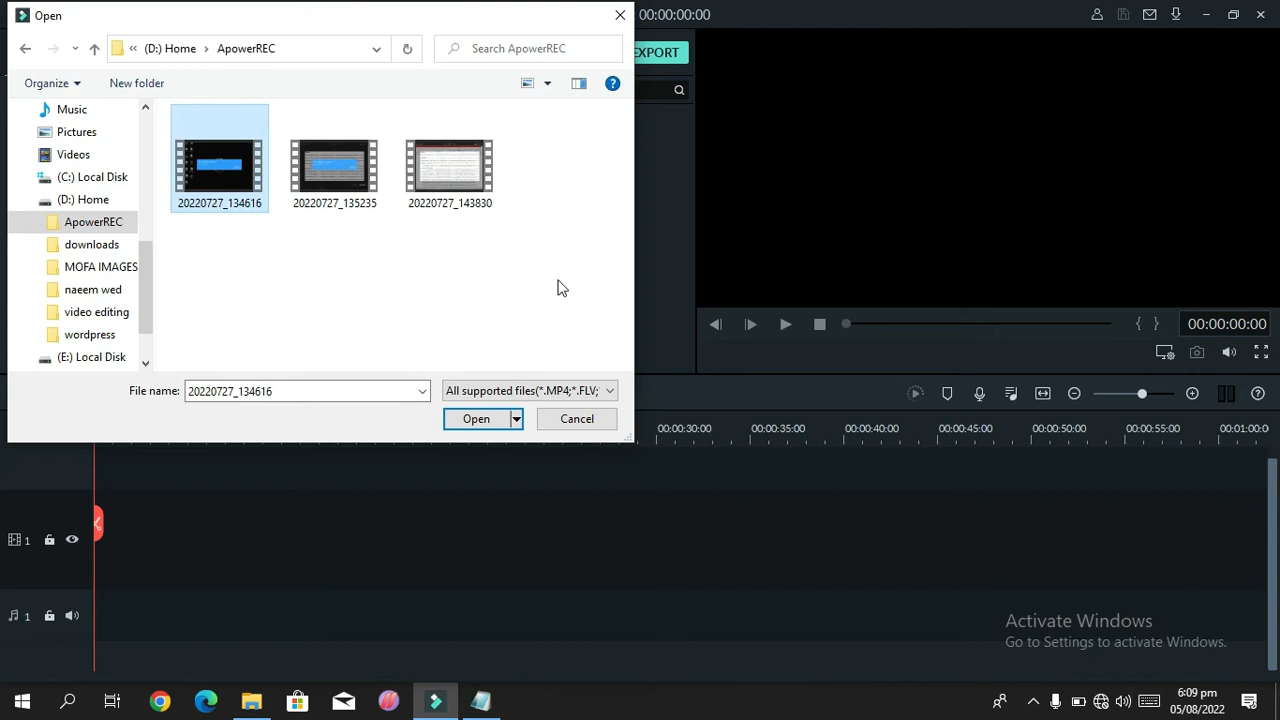 Open
00:00:00:00
(D:) Home
ApowerREC
Search ApowerREC
EXPORT
Organize
New folder
Music
Pictures
Videos
(C:) Local Disk
(D:) Home
ApowerREC
downloads
MOFA IMAGES
naeem wed
video editing
wordpress
(E:) Local Disk
20220727_134616
20220727_135235
20220727_143830
File name:
20220727_134616
All supported files(*.MP4;*.FLV;
Open
Cancel
00:00:00:00
00:00:30:00
00:00:35:00
00:00:40:00
00:00:45:00
00:00:50:00
00:00:55:00
00:01:00:0
1
1
Activate Windows
Go to Settings to activate Windows.
6:09 pm
05/08/2022